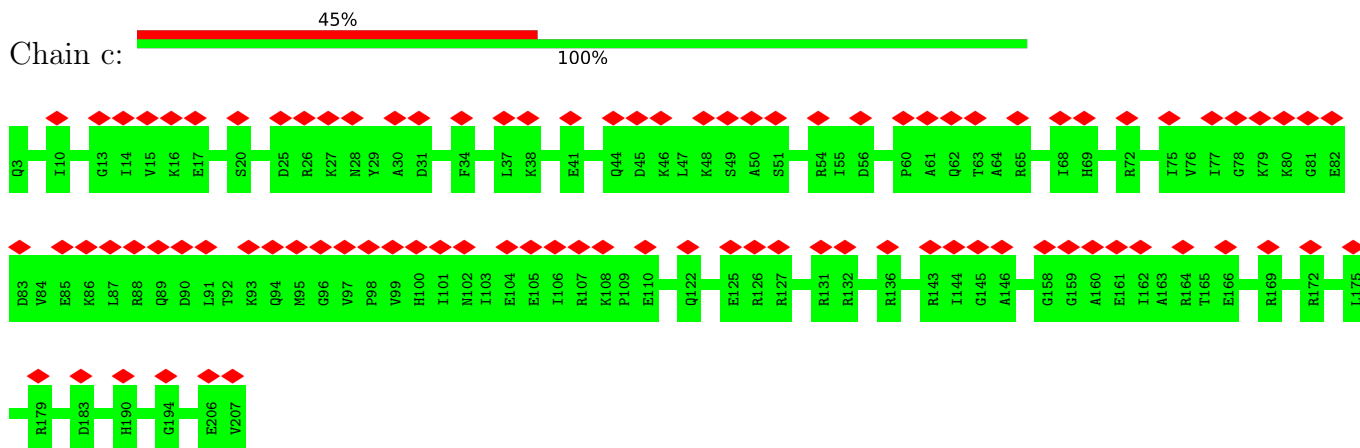 45%
Chain c:
100%
Q3 I10 G13 I14 V15 K16 E17 S20 D25 R26 K27 N28 Y29 A30 D31 F34 L37 K38 E41 Q44 D45 K46 L47 K48 S49 A50 S51 R54 I55 D56 P60 A61 Q62 T63 A64 R65 I68 H69 R72 I75 V76 I77 G78 K79 K80 G81 E82
D83 V84 E85 K86 L87 R88 Q89 D90 L91 T92 K93 Q94 M95 G96 V97 P98 V99 H100 I101 N102 I103 E104 E105 I106 R107 K108 P109 E110 Q122 E125 R126 R127 R131 R132 R136 R143 I144 G145 A146 G158 G159 A160 E161 I162 A163 R164 T165 E166 R169 R172 L175
R179 D183 H190 G194 E206 V207